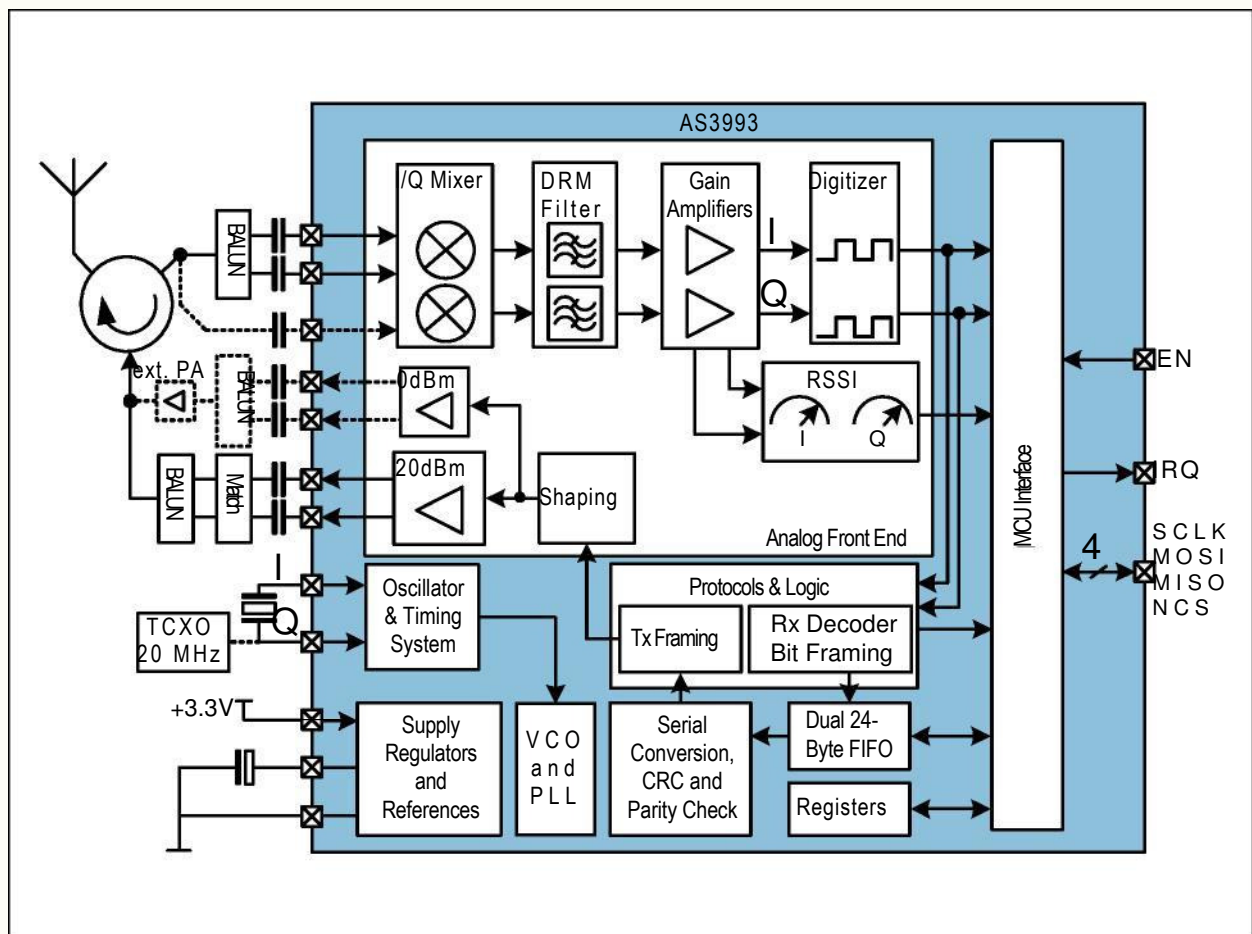 AS3993
/Q Mixer
DRM
Filter
Gain
Amplifiers
Digitizer
I
Q
BALUN
ext. PA
BALUN
0dBm
RSSI
I
Q
EN
BALUN
Match
20dBm
Shaping
Analog Front End
MCU Interface
IRQ
SCLK
MOSI
MISO
NCS
4
I
Q
TCXO
20 MHz
Oscillator
& Timing
System
Protocols & Logic
Tx Framing
Rx Decoder
Bit Framing
+3.3V
Supply
Regulators
and
References
VCO
and
PLL
Serial
Conversion,
CRC and
Parity Check
Dual 24-
Byte FIFO
Registers